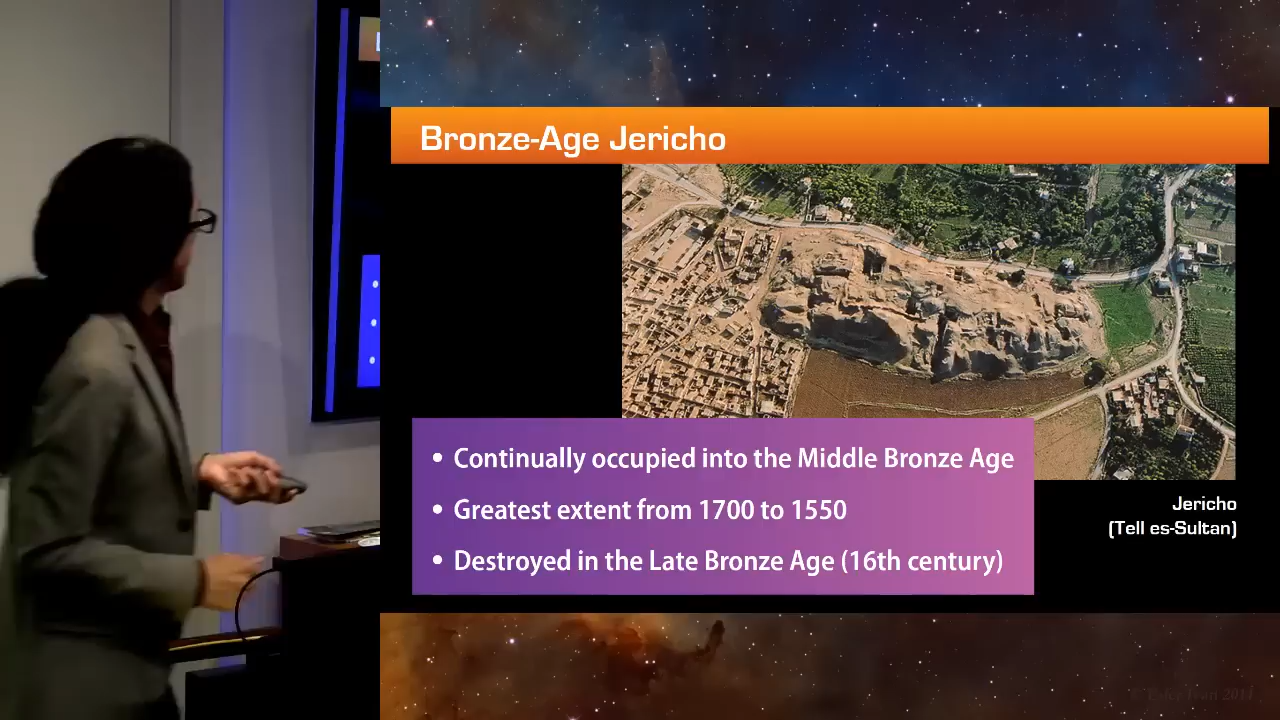 Bronze-Age Jericho
• Continually occupied into the Middle Bronze Age
• Greatest extent from 1700 to 1550
• Destroyed in the Late Bronze Age (16th century)
Jericho
(Tell es-Sultan)